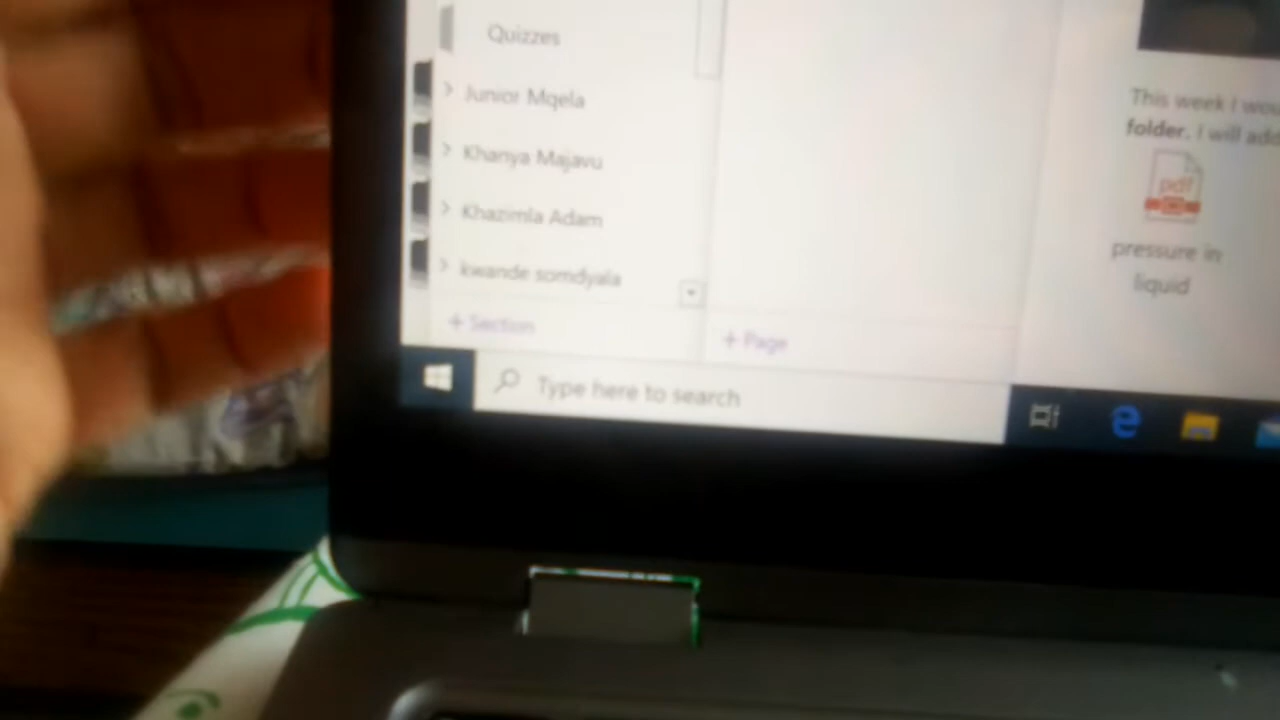 Quizzes
Junior Mqela
Khanya Majavu
Khazimla Adam
kwande somdyala
+ Section
+ Page
This week I wou
folder. I will add
pdf
pressure in
liquid
Type here to search